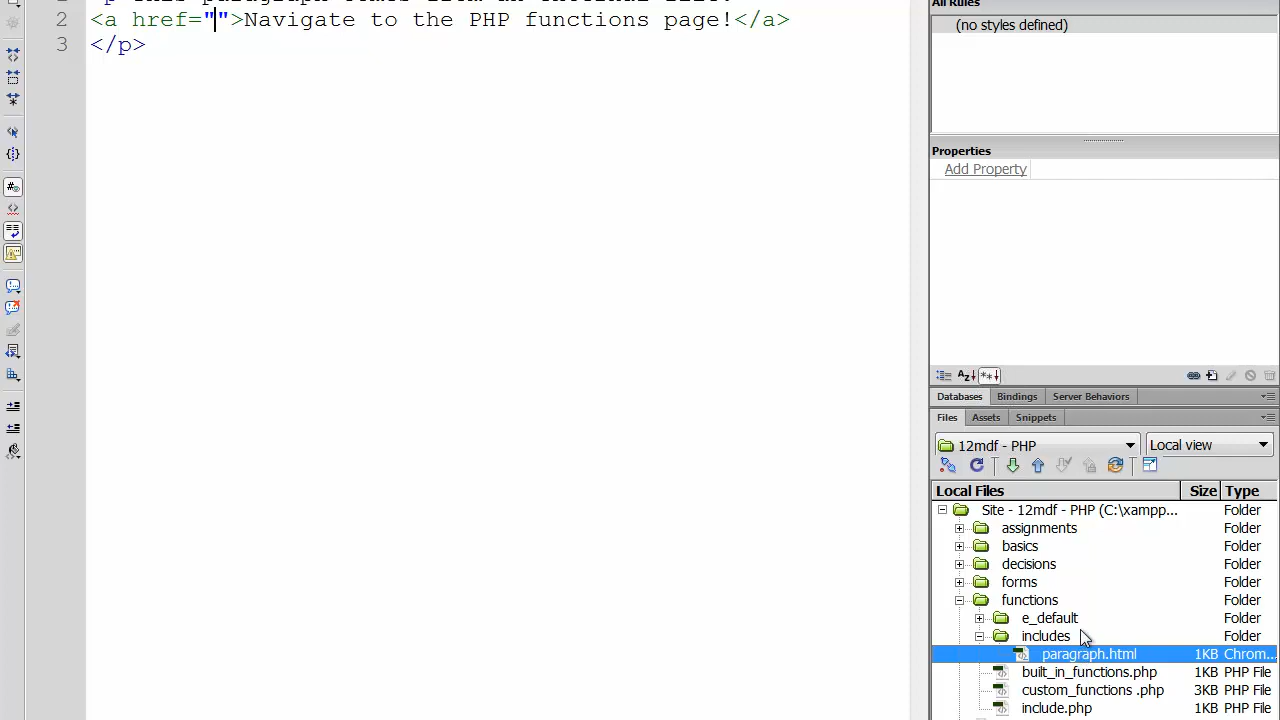 All Rules
2 <a href="">Navigate to the PHP functions page!</a>
(no styles defined)
3 </p>
Properties
Add Property
Databases Bindings Server Behaviors
Files Assets Snippets
12mdf - PHP Local view
Local Files Size Type
Site - 12mdf - PHP (C:\xampp... Folder
assignments Folder
basics Folder
decisions Folder
forms Folder
functions Folder
e_default Folder
includes Folder
paragraph.html 1KB Chrom...
built_in_functions.php 1KB PHP File
custom_functions .php 3KB PHP File
include.php 1KB PHP File